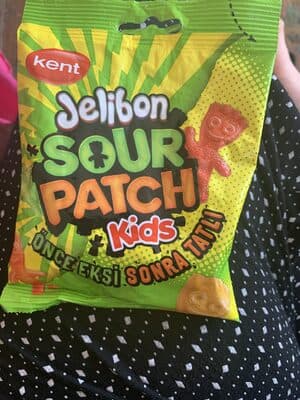 kent
Jelibon
SOUR
PATCH
Kids
ÖNCE EKŞİ SONRA TATLI